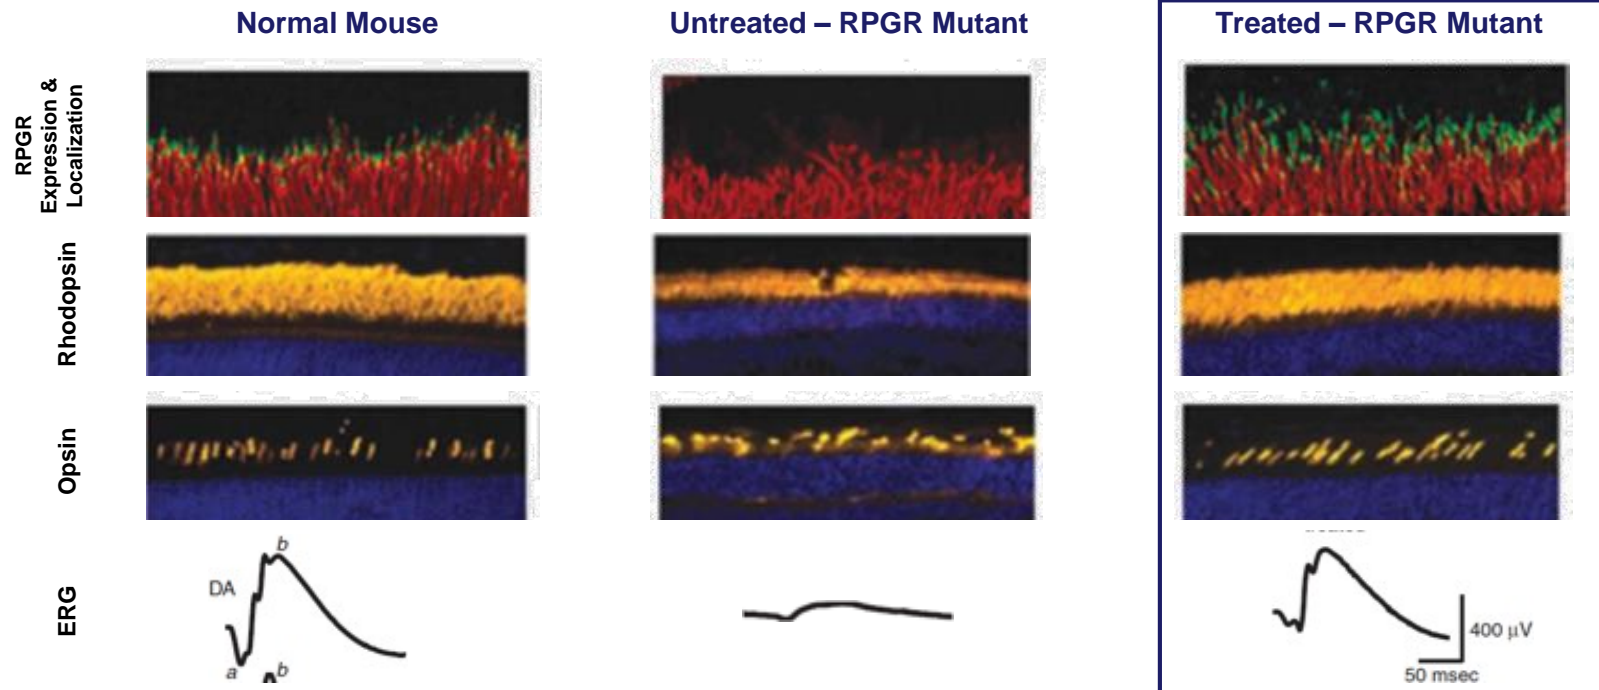 Normal Mouse
Untreated – RPGR Mutant
Treated – RPGR Mutant
RPGR
Expression &
Localization
Rhodopsin
Opsin
ERG
DA
b
a
b
400 μV
50 msec